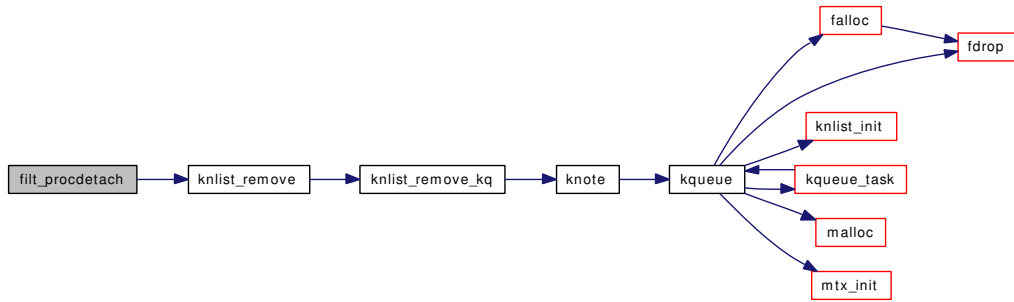 falloc
fdrop
knlist_init
filt_procdetach
knlist_remove
knlist_remove_kq
knote
kqueue
kqueue_task
malloc
mtx_init